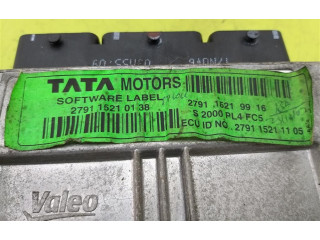 TATA MOTORS
SOFTWARE LABEL
2791 1521 01 38
2791 1521 99 16
S 2000 PL4 FCS
ECU ID NO. 2791 1521 11 05
Valeo